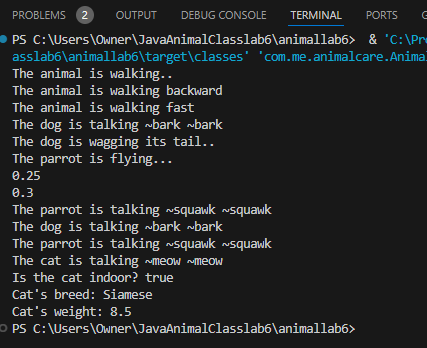 PROBLEMS 2 OUTPUT DEBUG CONSOLE TERMINAL PORTS
PS C:\Users\Owner\JavaAnimalClasslab6\animallab6> & 'C:\Pro
asslab6\animallab6\target\classes' 'com.me.animalcare.Anima
The animal is walking..
The animal is walking backward
The animal is walking fast
The dog is talking ~bark ~bark
The dog is wagging its tail..
The parrot is flying...
0.25
0.3
The parrot is talking ~squawk ~squawk
The dog is talking ~bark ~bark
The parrot is talking ~squawk ~squawk
The cat is talking ~meow ~meow
Is the cat indoor? true
Cat's breed: Siamese
Cat's weight: 8.5
PS C:\Users\Owner\JavaAnimalClasslab6\animallab6>